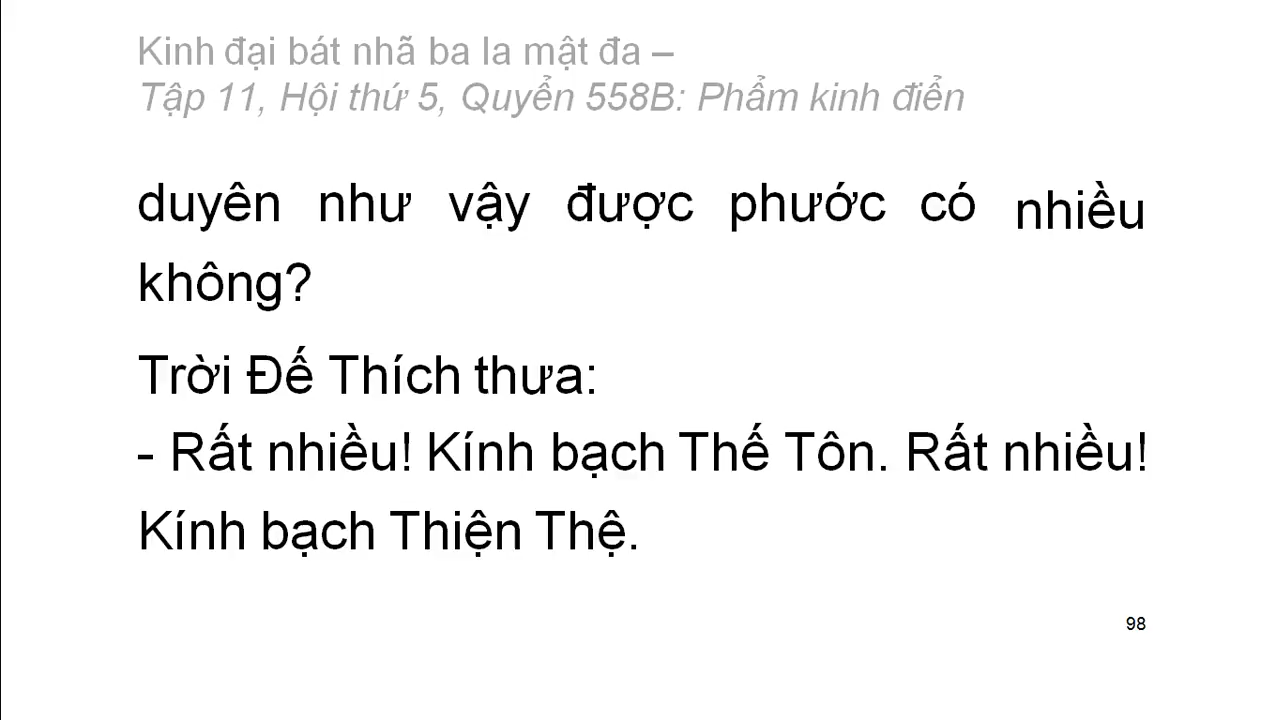 Kinh đại bát nhã ba la mật đa –
Tập 11, Hội thứ 5, Quyển 558B: Phẩm kinh điển
duyên như vậy được phước có nhiều
không?
Trời Đế Thích thưa:
- Rất nhiều! Kính bạch Thế Tôn. Rất nhiều!
Kính bạch Thiện Thệ.
98